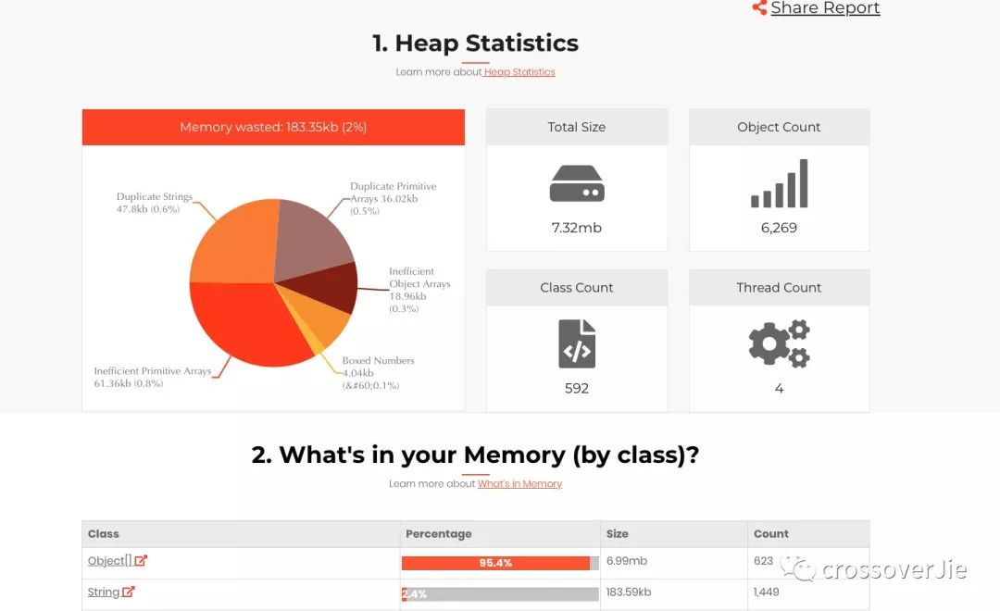 Share Report
1. Heap Statistics
Learn more about Heap Statistics
Memory wasted: 183.35kb (2%)
Duplicate Strings
47.8kb (0.6%)
Duplicate Primitive
Arrays 36.02kb
(0.5%)
Inefficient
Object Arrays
18.96kb
(0.3%)
Boxed Numbers
4.04kb
(&#60;0.1%)
Inefficient Primitive Arrays
61.36kb (0.8%)
Total Size
7.32mb
Object Count
6,269
Class Count
</>
592
Thread Count
4
2. What's in your Memory (by class)?
Learn more about What's in Memory
Class Percentage Size Count
Object[] 95.4% 6.99mb 623
String 2.4% 183.59kb 1,449
crossoverJie